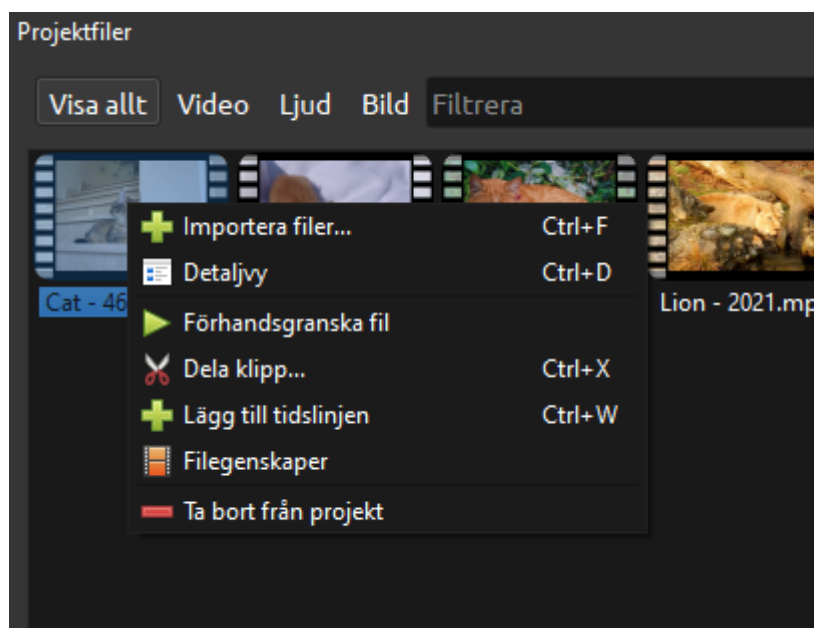 Projektfiler
Visa allt Video Ljud Bild Filtrera
Importera filer... Ctrl+F
Detaljvy Ctrl+D
Cat - 46
Lion - 2021.mp
Förhandsgranska fil
Dela klipp... Ctrl+X
Lägg till tidslinjen Ctrl+W
Filegenskaper
Ta bort från projekt